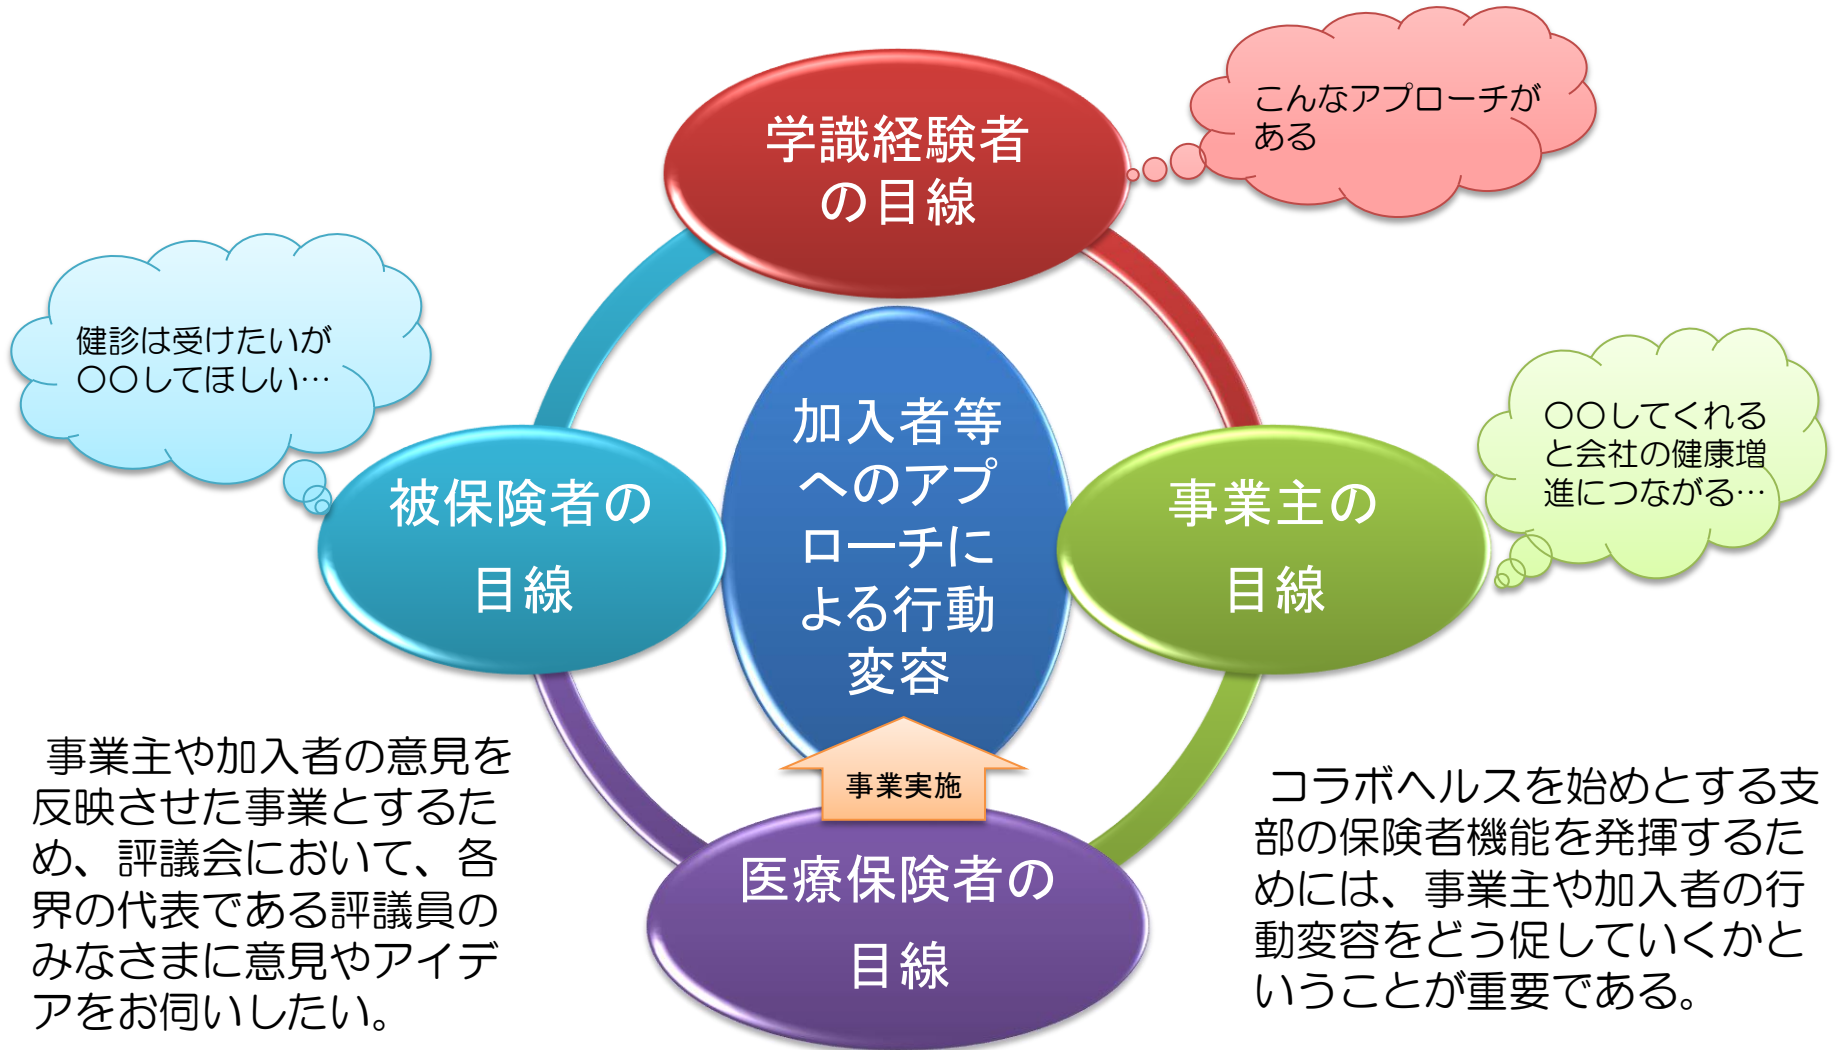 こんなアプローチが
ある
学識経験者
の目線
健診は受けたいが
〇〇してほしい…
被保険者の
目線
加入者等
へのアプ
ローチに
よる行動
変容
〇〇してくれる
と会社の健康増
進につながる…
事業主の
目線
事業実施
医療保険者の
目線
事業主や加入者の意見を
反映させた事業とするた
め、評議会において、各
界の代表である評議員の
みなさまに意見やアイデ
アをお伺いしたい。
コラボヘルスを始めとする支
部の保険者機能を発揮するた
めには、事業主や加入者の行
動変容をどう促していくかと
いうことが重要である。